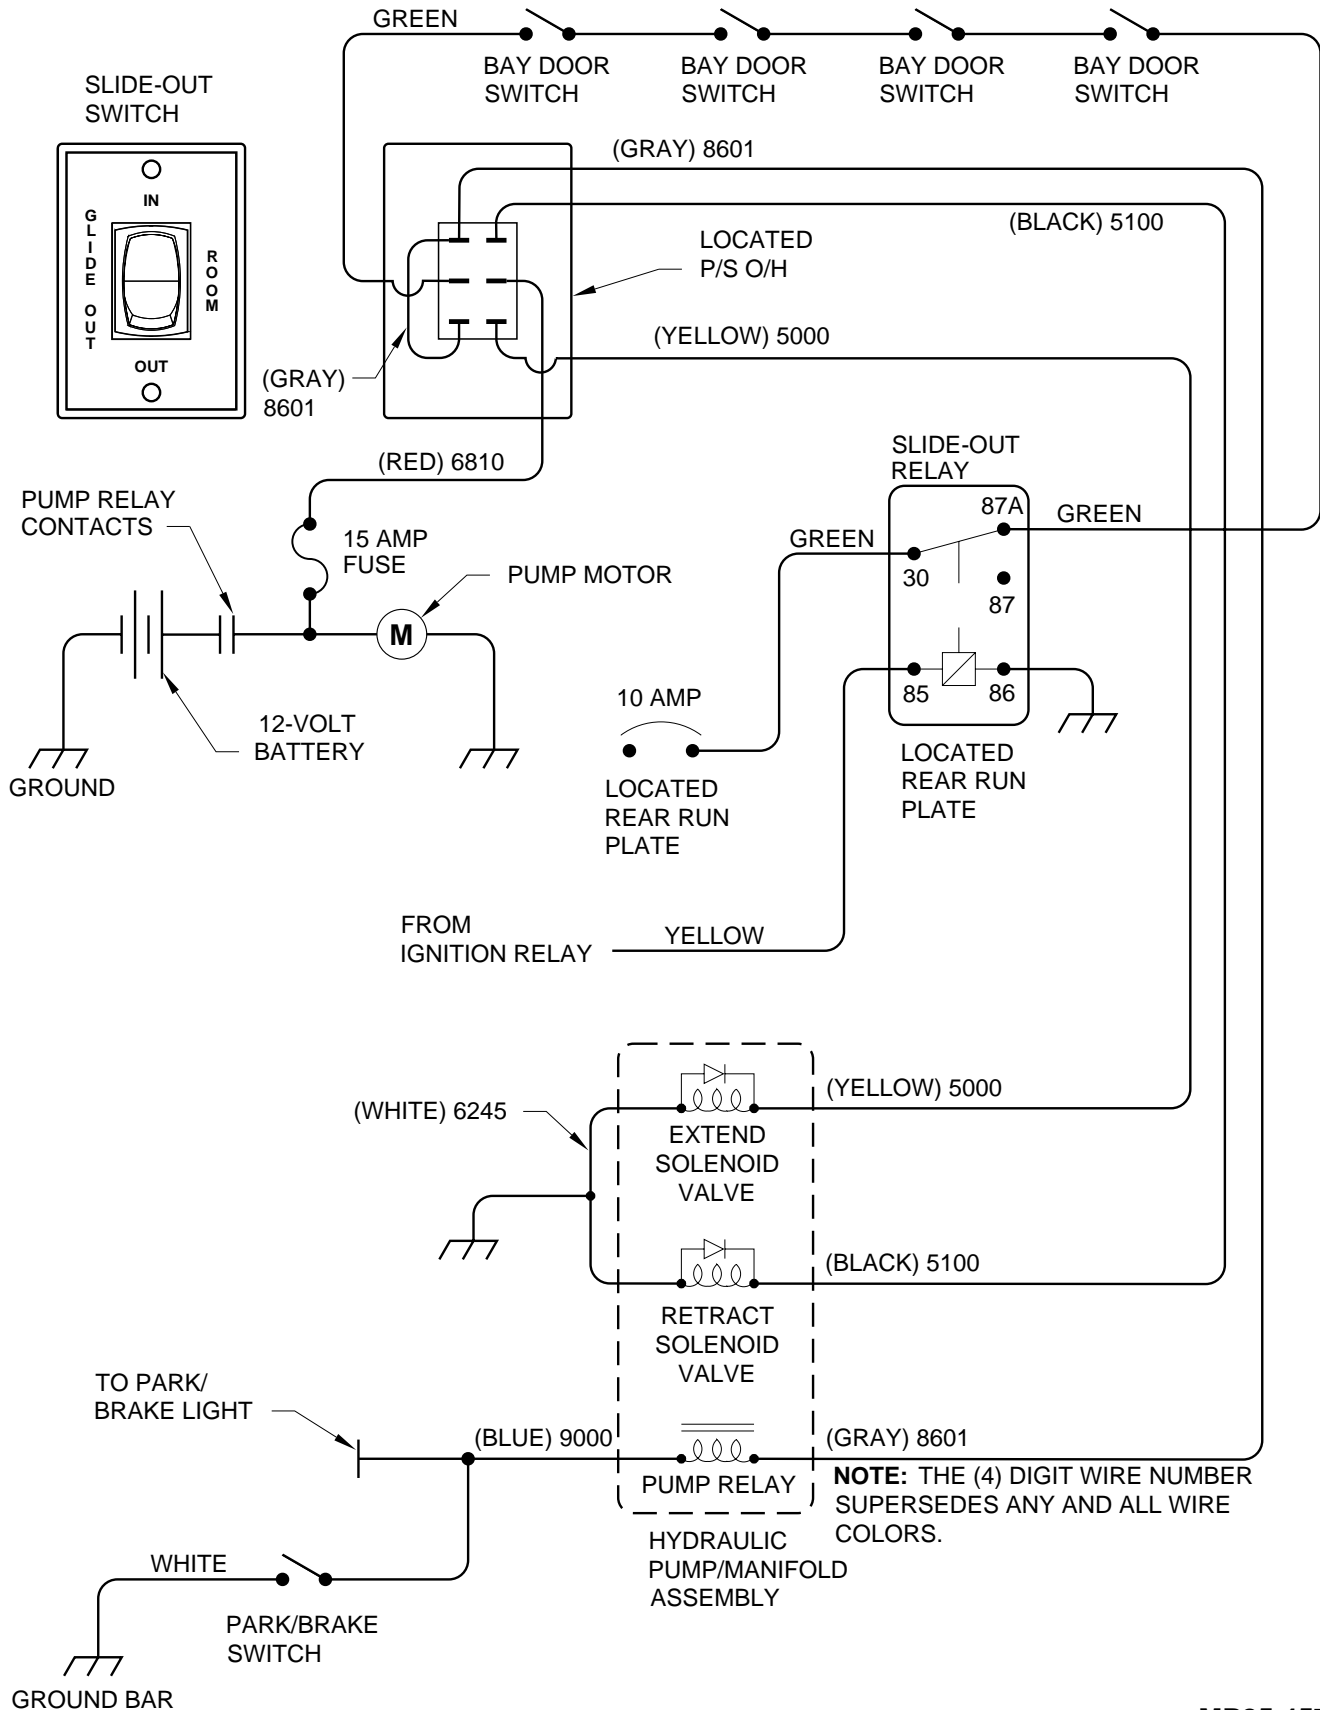 GREEN
BAY DOOR
SWITCH
BAY DOOR
SWITCH
BAY DOOR
SWITCH
BAY DOOR
SWITCH
SLIDE-OUT
SWITCH
IN
GLIDE OUT
ROOM
OUT
(GRAY) 8601
(BLACK) 5100
LOCATED
P/S O/H
(YELLOW) 5000
(GRAY)
8601
(RED) 6810
SLIDE-OUT
RELAY
87A
GREEN
GREEN
30
87
85
86
LOCATED
REAR RUN
PLATE
PUMP RELAY
CONTACTS
15 AMP
FUSE
PUMP MOTOR
M
12-VOLT
BATTERY
GROUND
10 AMP
LOCATED
REAR RUN
PLATE
FROM
IGNITION RELAY
YELLOW
(WHITE) 6245
(YELLOW) 5000
EXTEND
SOLENOID
VALVE
(BLACK) 5100
RETRACT
SOLENOID
VALVE
TO PARK/
BRAKE LIGHT
(BLUE) 9000
(GRAY) 8601
PUMP RELAY
NOTE: THE (4) DIGIT WIRE NUMBER
SUPERSEDES ANY AND ALL WIRE
COLORS.
HYDRAULIC
PUMP/MANIFOLD
ASSEMBLY
WHITE
PARK/BRAKE
SWITCH
GROUND BAR